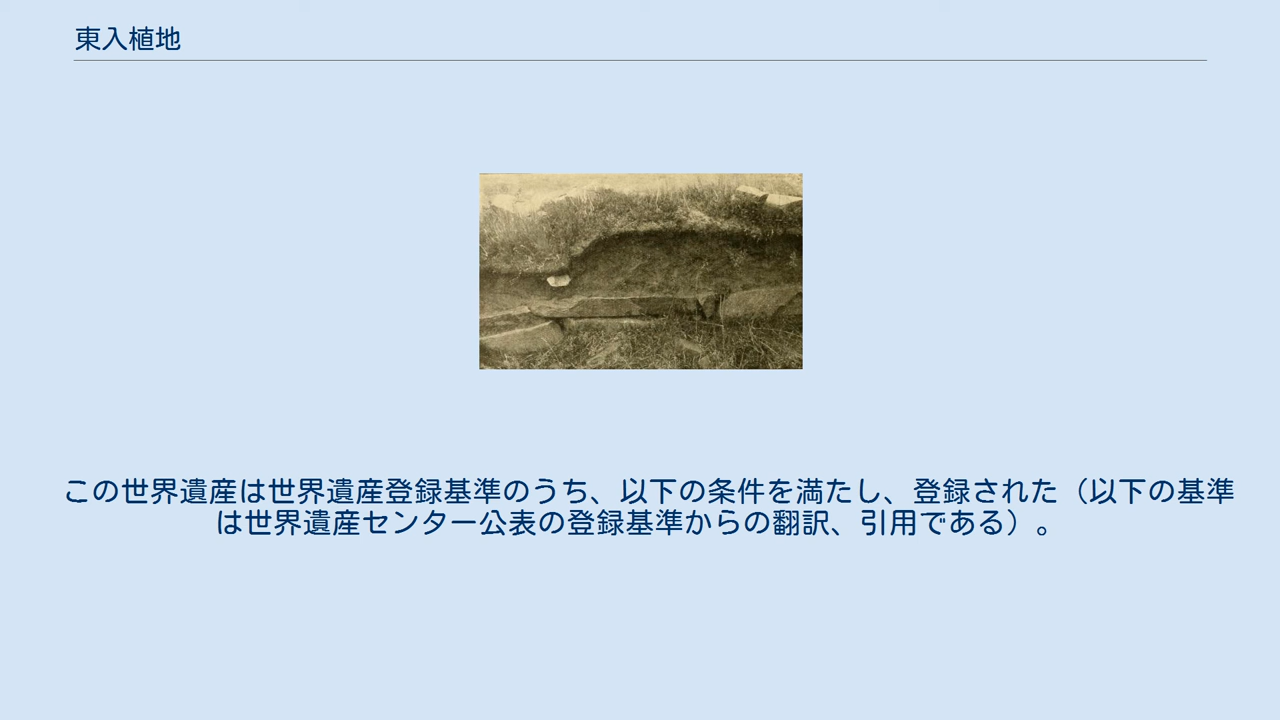 東入植地
この世界遺産は世界遺産登録基準のうち、以下の条件を満たし、登録された（以下の基準
は世界遺産センター公表の登録基準からの翻訳、引用である）。